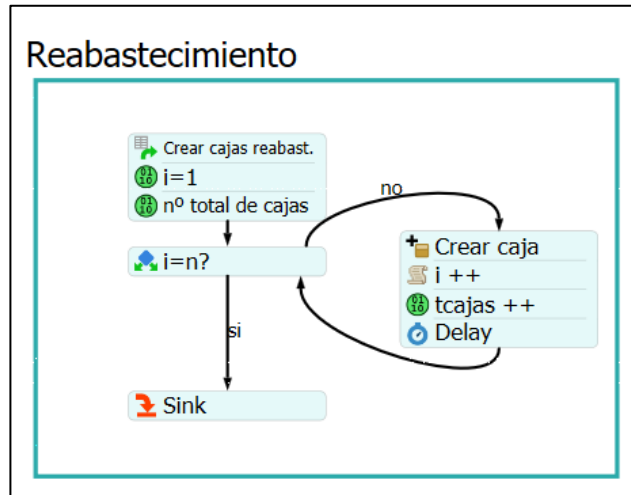 Reabastecimiento
Crear cajas reabast.
i=1
nº total de cajas
no
i=n?
Crear caja
i ++
tcajas ++
Delay
si
Sink